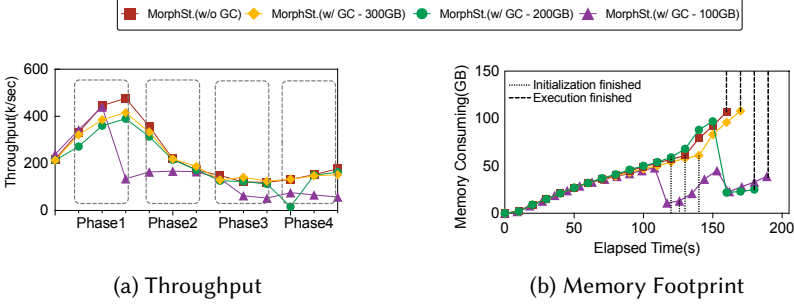 MorphSt.(w/o GC) MorphSt.(w/ GC - 300GB) MorphSt.(w/ GC - 200GB) MorphSt.(w/ GC - 100GB)
Throughput(k/sec)
600
400
200
0
Phase1 Phase2 Phase3 Phase4
(a) Throughput
Memory Consuming(GB)
150
100
50
0
Initialization finished
Execution finished
0 50 100 150 200
Elapsed Time(s)
(b) Memory Footprint